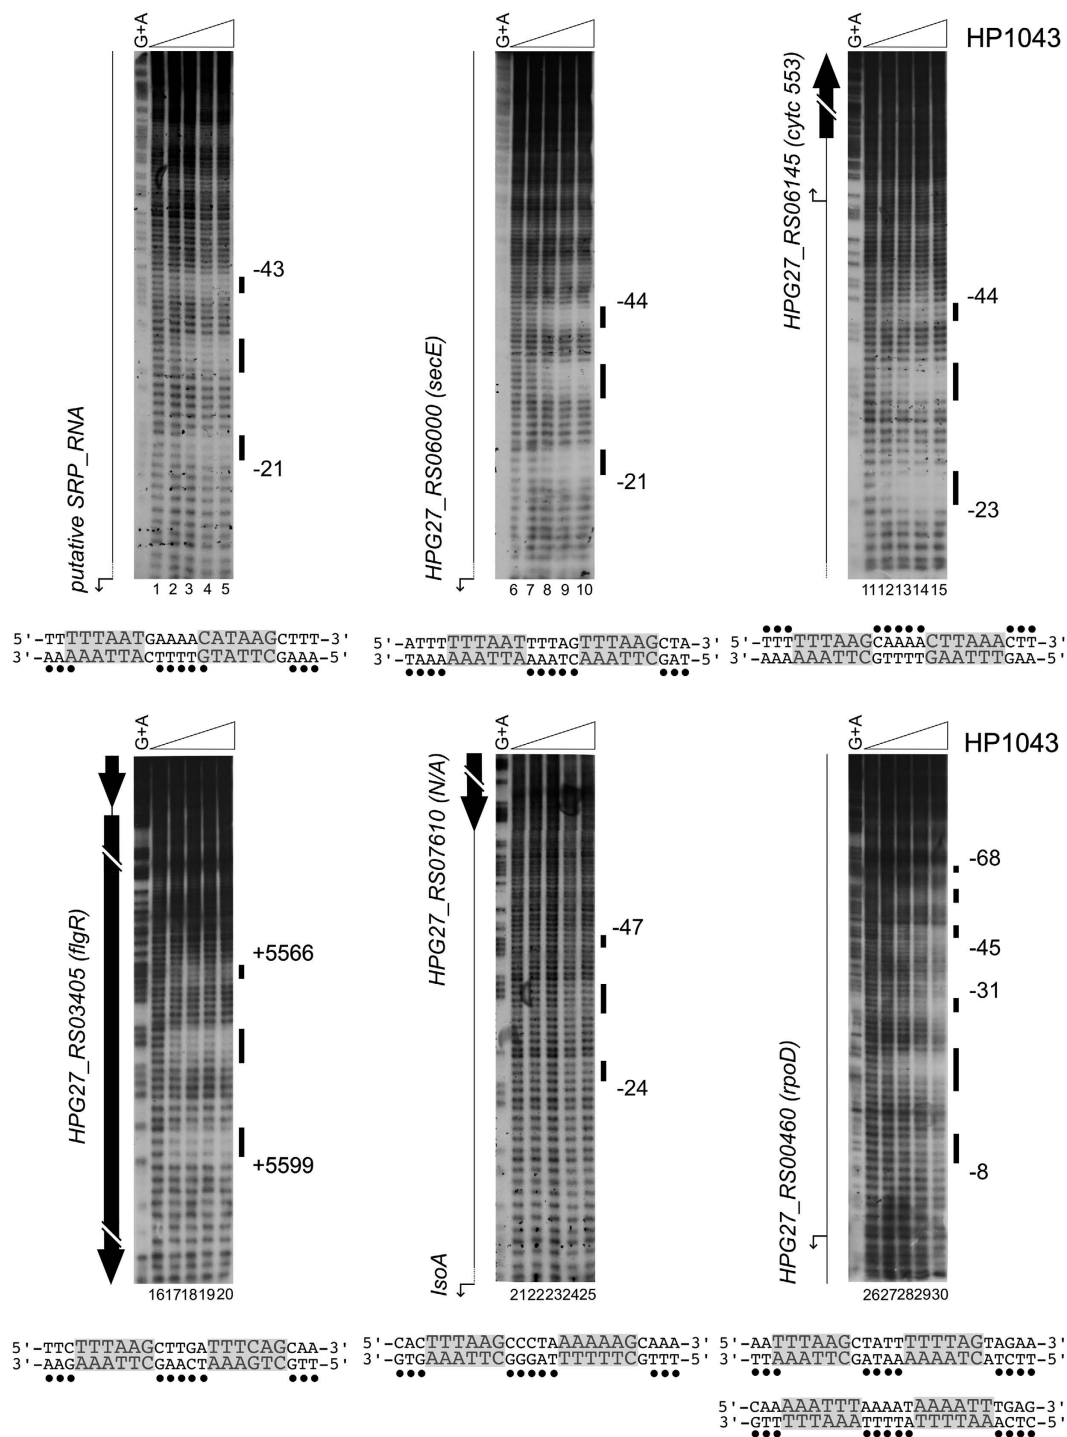 G+A
G+A
G+A
HP1043
putative SRP_RNA
-43
-21
1 2 3 4 5
HPG27_RS06000 (secE)
-44
-21
6 7 8 9 10
HPG27_RS06145 (cytc 553)
-44
-23
11 12 13 14 15
5'-TTTTTAATGAAAACATAAGCTTT-3'
3'-AAAAATTACTTTTGTATTCGAAA-5'
5'-ATTTTTTAATTTTAGTTTAAGCTA-3'
3'-TAAAAAATTAAAATCAAATTCGAT-5'
5'-TTTTTTAAGCAAAACTTAAACTT-3'
3'-AAAAAATTCGTTTTGAATTTGAA-5'
G+A
G+A
G+A
HP1043
HPG27_RS03405 (flgR)
+5566
+5599
16 17 18 19 20
HPG27_RS07610 (N/A)
IsoA
-47
-24
21 22 23 24 25
HPG27_RS00460 (rpoD)
-68
-45
-31
-8
26 27 28 29 30
5'-TTCTTTAAGCTTGATTTCAGCAA-3'
3'-AAGAAATTCGAACTAAAGTCGTT-5'
5'-CACTTTAAGCCCTAAAAAAGCAAA-3'
3'-GTGAAATTCGGGATTTTTTCGTTT-5'
5'-AATTTAAGCTATTTTTTAGTAGAA-3'
3'-TTAAATTCGATAAAAAATCATCTT-5'
5'-CAAAAATTTAAAATAAAATTTGAG-3'
3'-GTTTTTAAATTTTATTTTAAACTC-5'